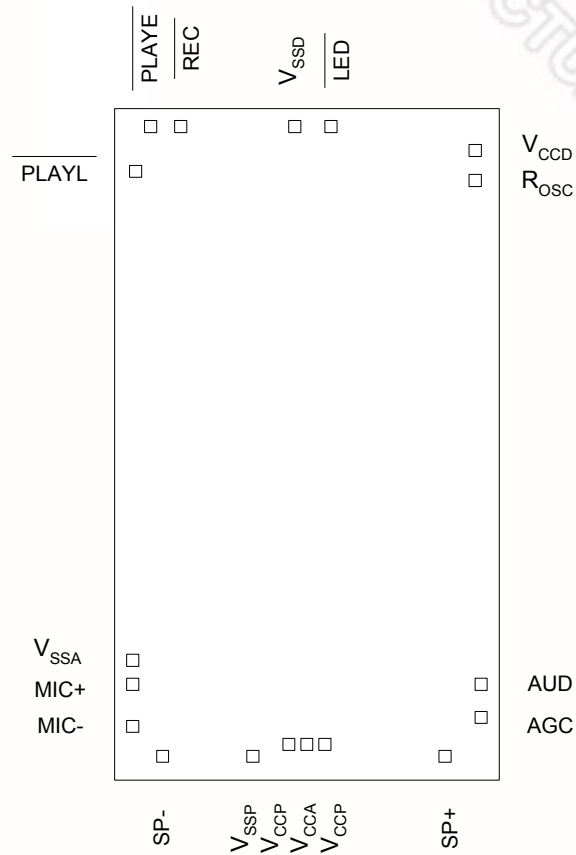 PLAYE
REC
VSSD
LED
VCCD
PLAYL
ROSC
VSSA
MIC+
AUD
MIC-
AGC
SP-
VSSP
VCCP
VCCA
VCCP
SP+